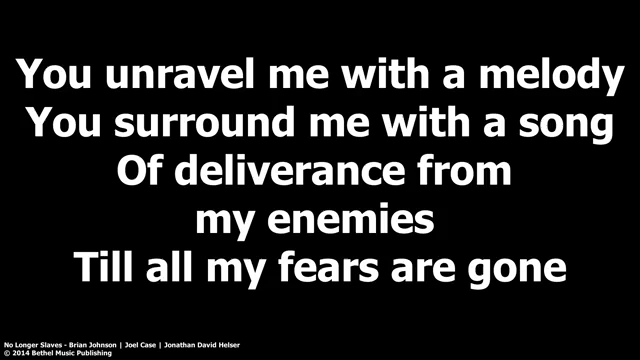 You unravel me with a melody
You surround me with a song
Of deliverance from
my enemies
Till all my fears are gone
No Longer Slaves - Brian Johnson | Joel Case | Jonathan David Helser
© 2014 Bethel Music Publishing